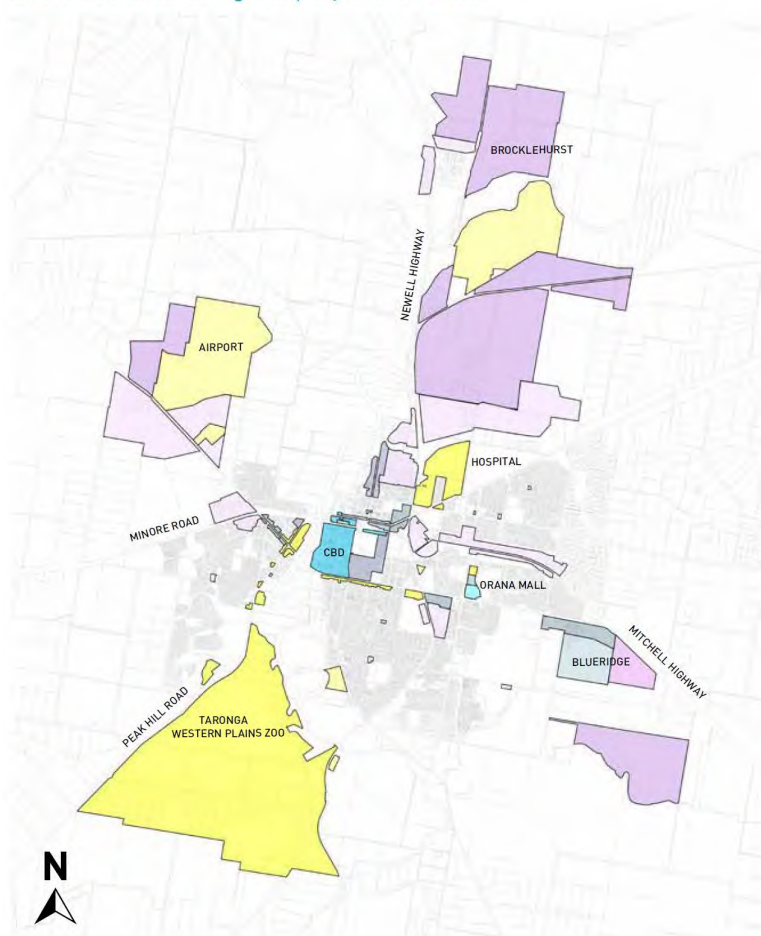 BROCKLEHURST
NEWELL HIGHWAY
AIRPORT
HOSPITAL
MINORE ROAD
CBD
ORANA MALL
MITCHELL HIGHWAY
BLUERIDGE
PEAK HILL ROAD
TARONGA
WESTERN PLAINS ZOO
N